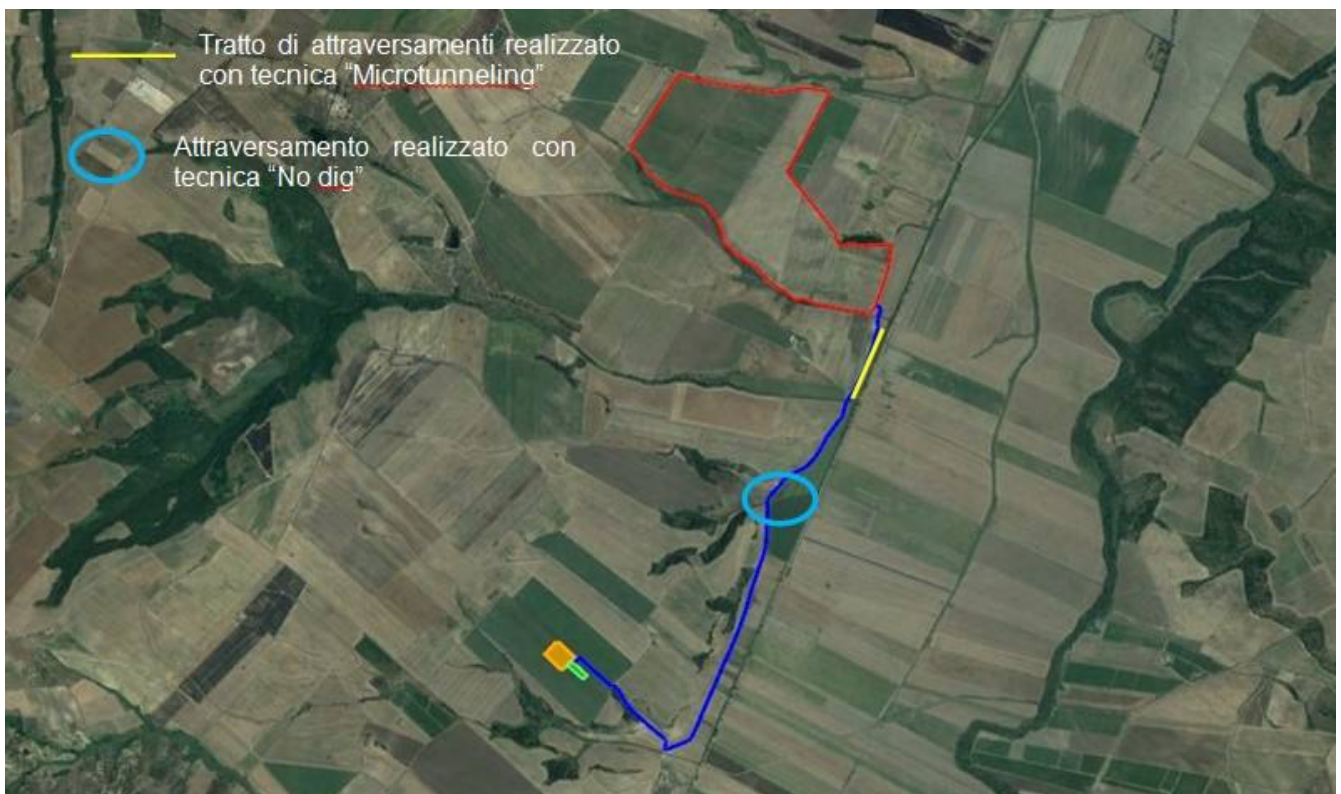 Tratto di attraversamenti realizzato
con tecnica “Microtunneling”
Attraversamento realizzato con
tecnica “No dig”